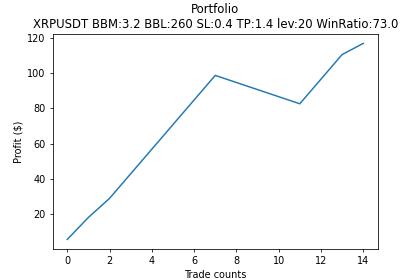 Portfolio
XRPUSDT BBM:3.2 BBL:260 SL:0.4 TP:1.4 lev:20 WinRatio:73.0
120
100
80
60
40
20
Profit ($)
0 2 4 6 8 10 12 14
Trade counts